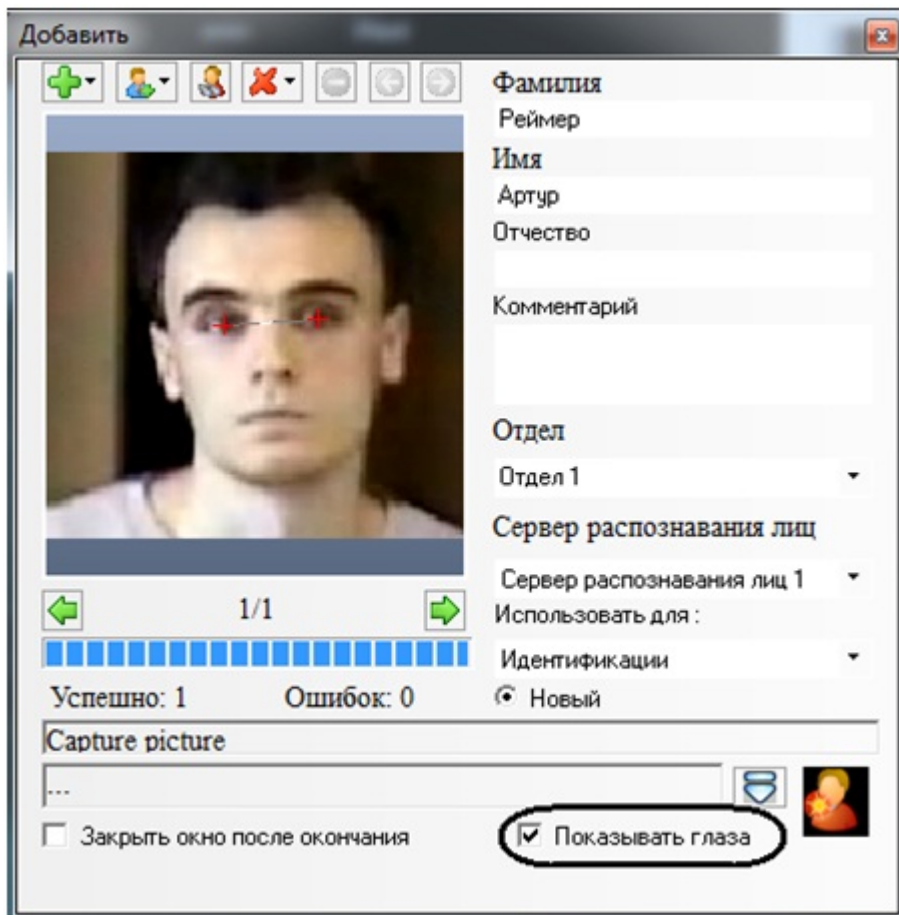 Добавить
Фамилия
Реймер
Имя
Артур
Отчество
Комментарий
Отдел
Отдел 1
Сервер распознавания лиц
Сервер распознавания лиц 1
1/1
Использовать для :
Идентификации
Успешно: 1 Ошибок: 0
Новый
Capture picture
...
Закрыть окно после окончания
Показывать глаза